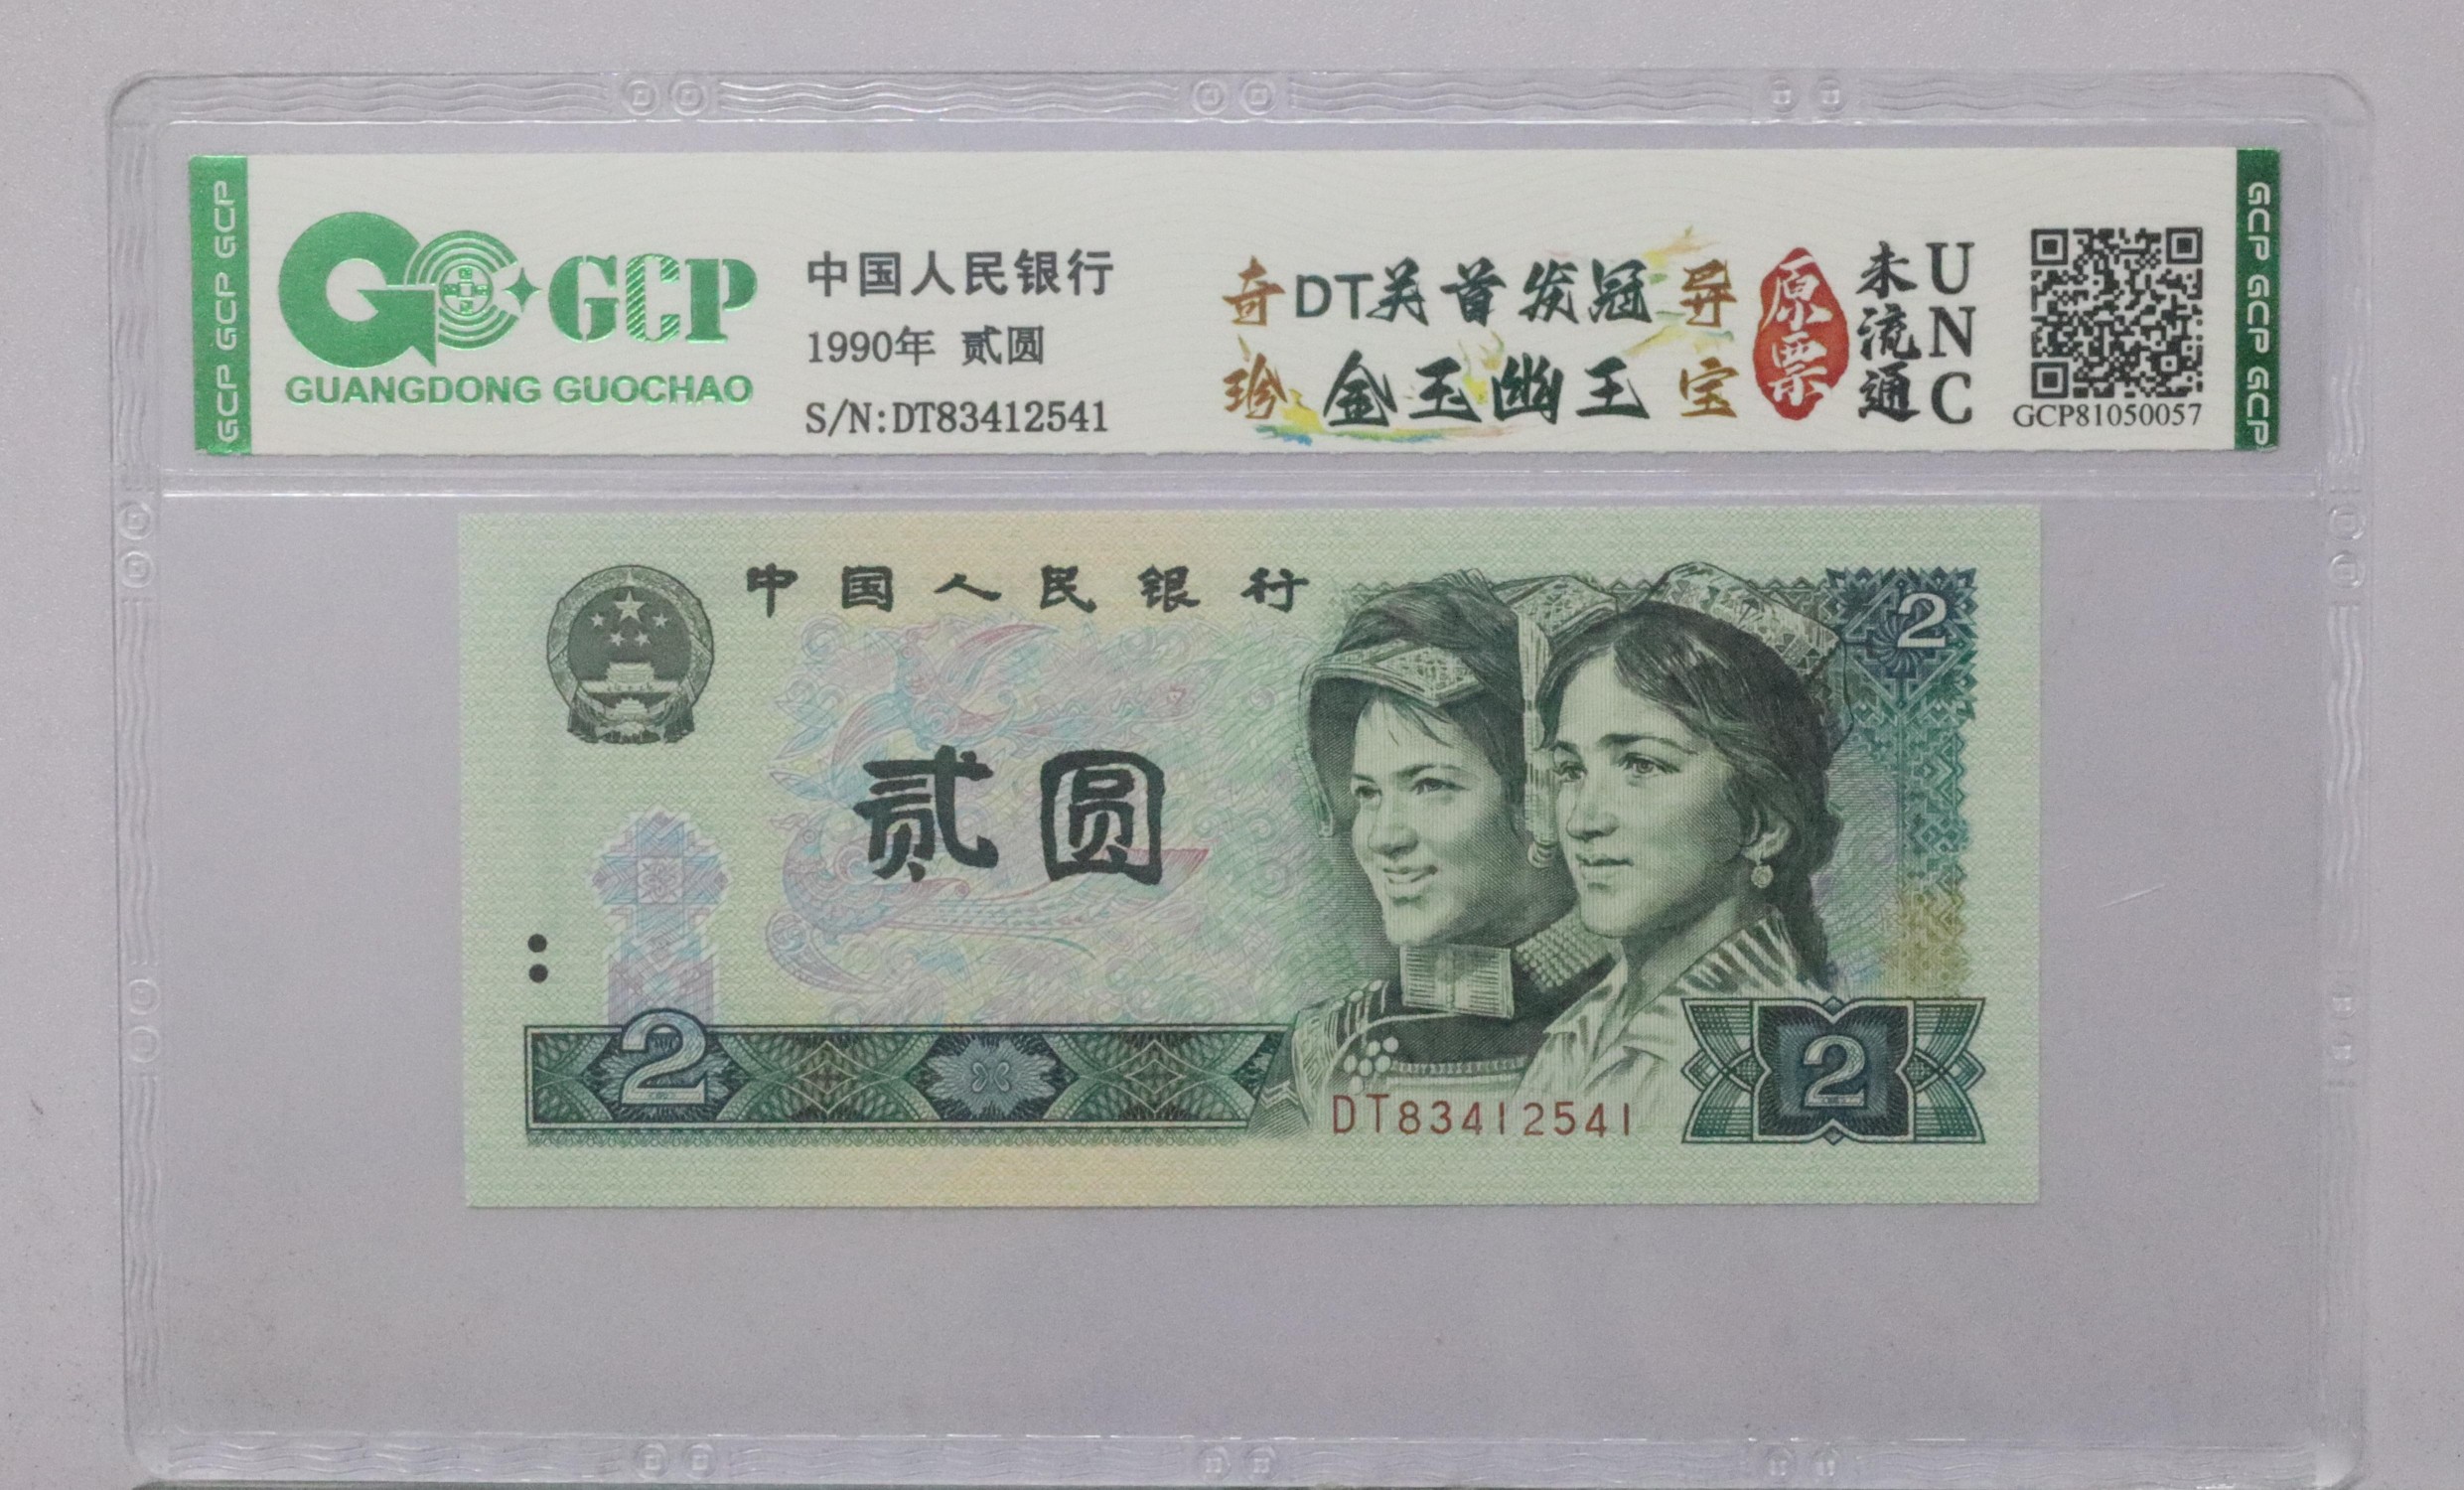 GCP GCP GCP
GCP
GUANGDONG GUOCHAO
中国人民银行
1990年 贰圆
S/N:DT83412541
奇DT关首发冠异
珍金玉幽王宝
原票
未流通
UNC
GCP81050057
GCP GCP GCP
中国人民银行
2
贰圆
2
DT83412541
2